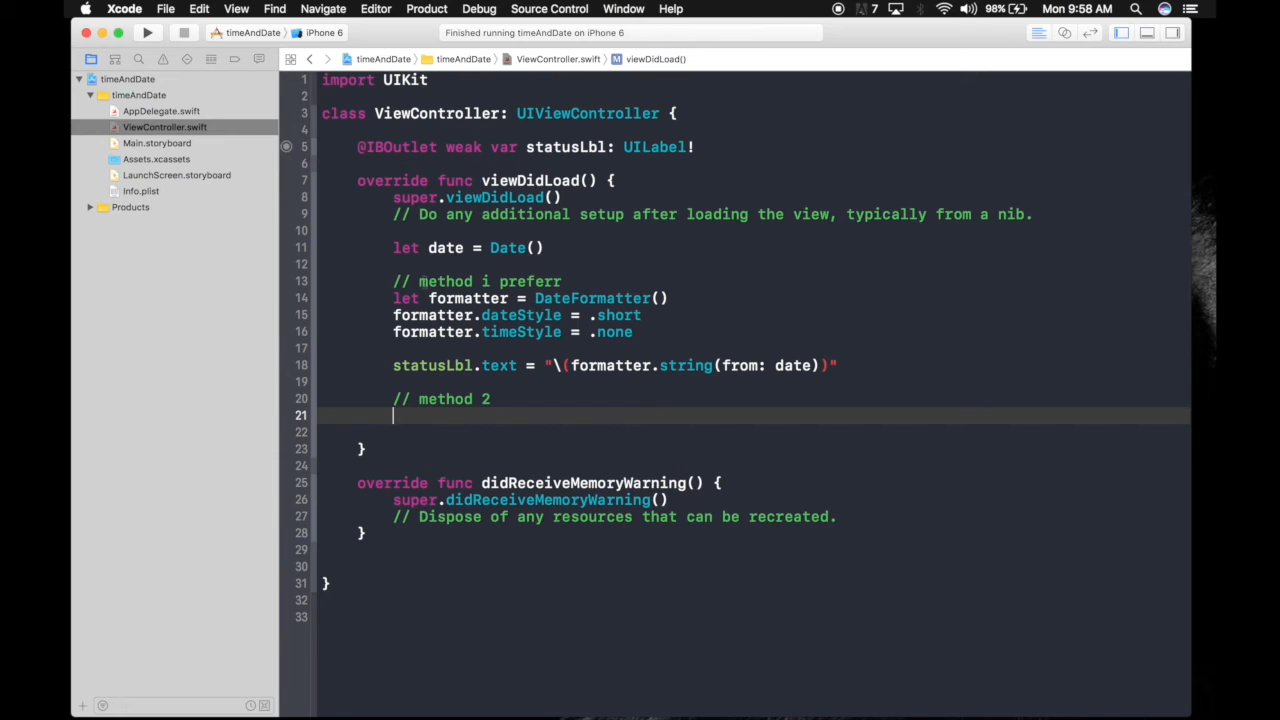 Xcode File Edit View Find Navigate Editor Product Debug Source Control Window Help 7 98% Mon 9:58 AM
timeAndDate iPhone 6 Finished running timeAndDate on iPhone 6
timeAndDate timeAndDate ViewController.swift M viewDidLoad()
timeAndDate
timeAndDate
AppDelegate.swift
ViewController.swift
Main.storyboard
Assets.xcassets
LaunchScreen.storyboard
Info.plist
Products
1 import UIKit
2
3 class ViewController: UIViewController {
4
5 @IBOutlet weak var statusLbl: UILabel!
6
7 override func viewDidLoad() {
8 super.viewDidLoad()
9 // Do any additional setup after loading the view, typically from a nib.
10
11 let date = Date()
12
13 // method i preferr
14 let formatter = DateFormatter()
15 formatter.dateStyle = .short
16 formatter.timeStyle = .none
17
18 statusLbl.text = "\(formatter.string(from: date))"
19
20 // method 2
21
22
23 }
24
25 override func didReceiveMemoryWarning() {
26 super.didReceiveMemoryWarning()
27 // Dispose of any resources that can be recreated.
28 }
29
30
31 }
32
33